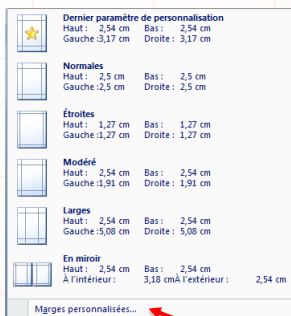 Dernier paramètre de personnalisation
Haut : 2,54 cm Bas : 2,54 cm
Gauche :3,17 cm Droite : 3,17 cm
Normales
Haut : 2,5 cm Bas : 2,5 cm
Gauche :2,5 cm Droite : 2,5 cm
Étroites
Haut : 1,27 cm Bas : 1,27 cm
Gauche :1,27 cm Droite : 1,27 cm
Modéré
Haut : 2,54 cm Bas : 2,54 cm
Gauche :1,91 cm Droite : 1,91 cm
Larges
Haut : 2,54 cm Bas : 2,54 cm
Gauche :5,08 cm Droite : 5,08 cm
En miroir
Haut : 2,54 cm Bas : 2,54 cm
À l'intérieur : 3,18 cmÀ l'extérieur : 2,54 cm
Marges personnalisées...